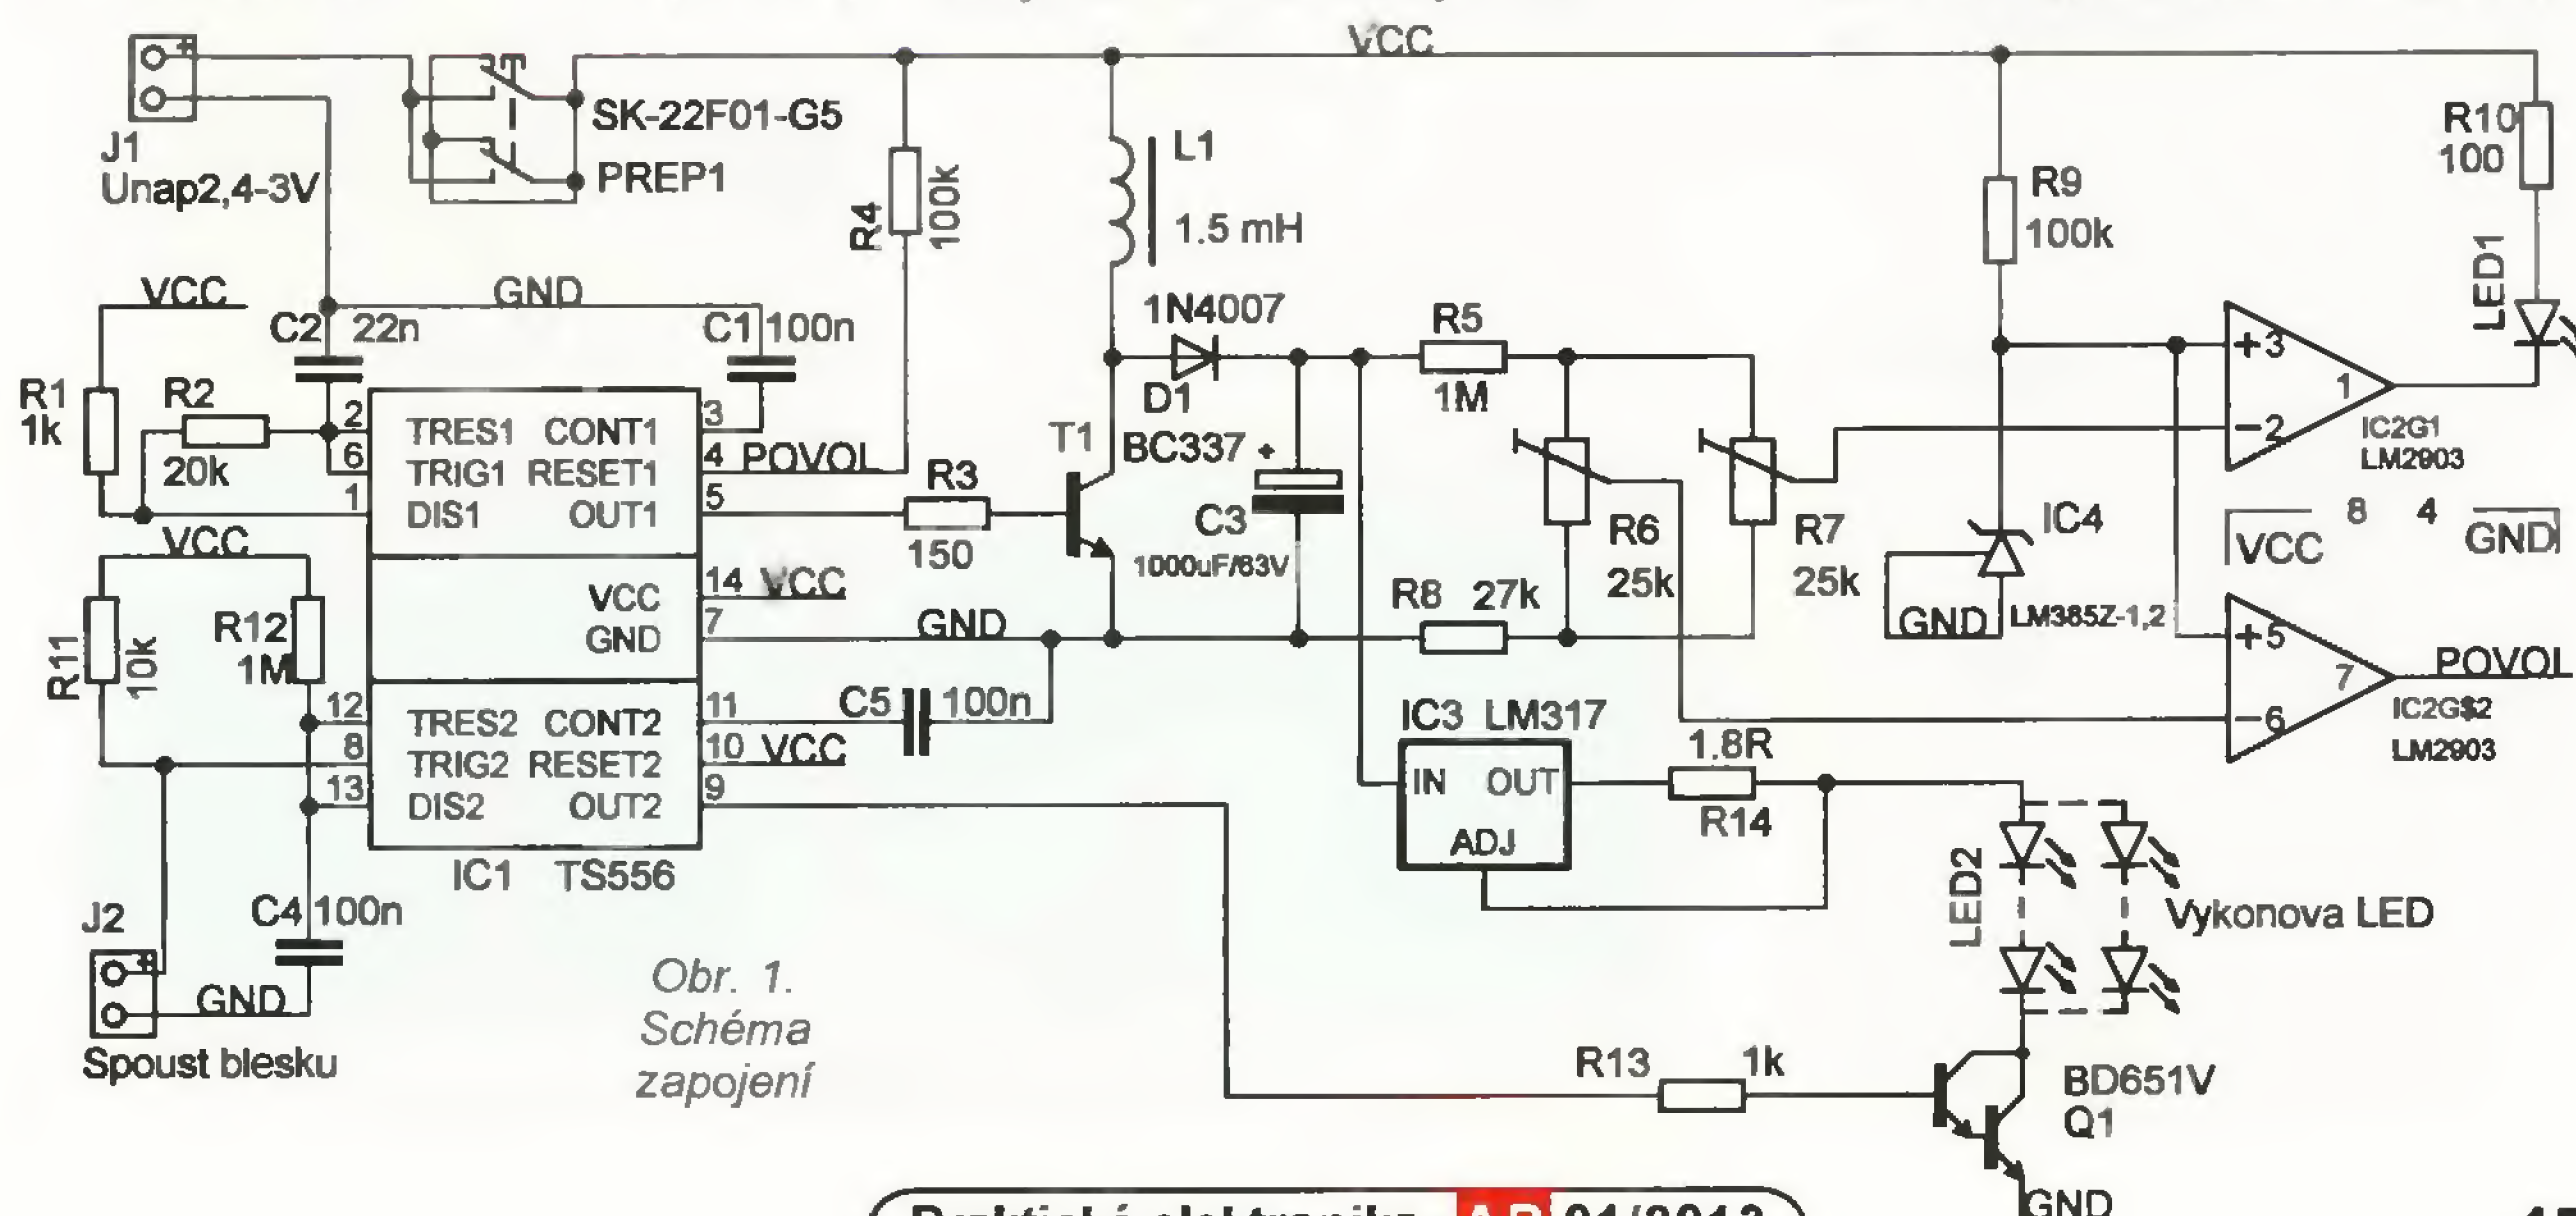 VCC
J1
Unap2,4-3V
SK-22F01-G5
PREP1
R4
100k
L1
1.5 mH
R9
100k
R10
100
LED1
VCC
GND
C2 22n
C1 100n
R1
1k
R2
20k
2
6
1
TRES1 CONT1
TRIG1 RESET1
DIS1 OUT1
3
4 POVOL
5
R3
150
T1
BC337
1N4007
D1
+
C3
1000uF/63V
R5
1M
R6
25k
R7
25k
R8 27k
+3
-2
1
IC2G1
LM2903
8 4
VCC
GND
IC4
GND
LM385Z-1,2
+5
-6
7
POVOL
IC2G$2
LM2903
VCC
R11
10k
R12
1M
VCC
GND
14 VCC
7
GND
12
8
13
TRES2 CONT2
TRIG2 RESET2
DIS2 OUT2
11
10 VCC
9
C5 100n
IC1 TS556
IC3 LM317
IN OUT
ADJ
1.8R
R14
LED2
Vykonova LED
C4 100n
J2
GND
Spoust blesku
Obr. 1.
Schéma
zapojení
R13 1k
BD651V
Q1
GND